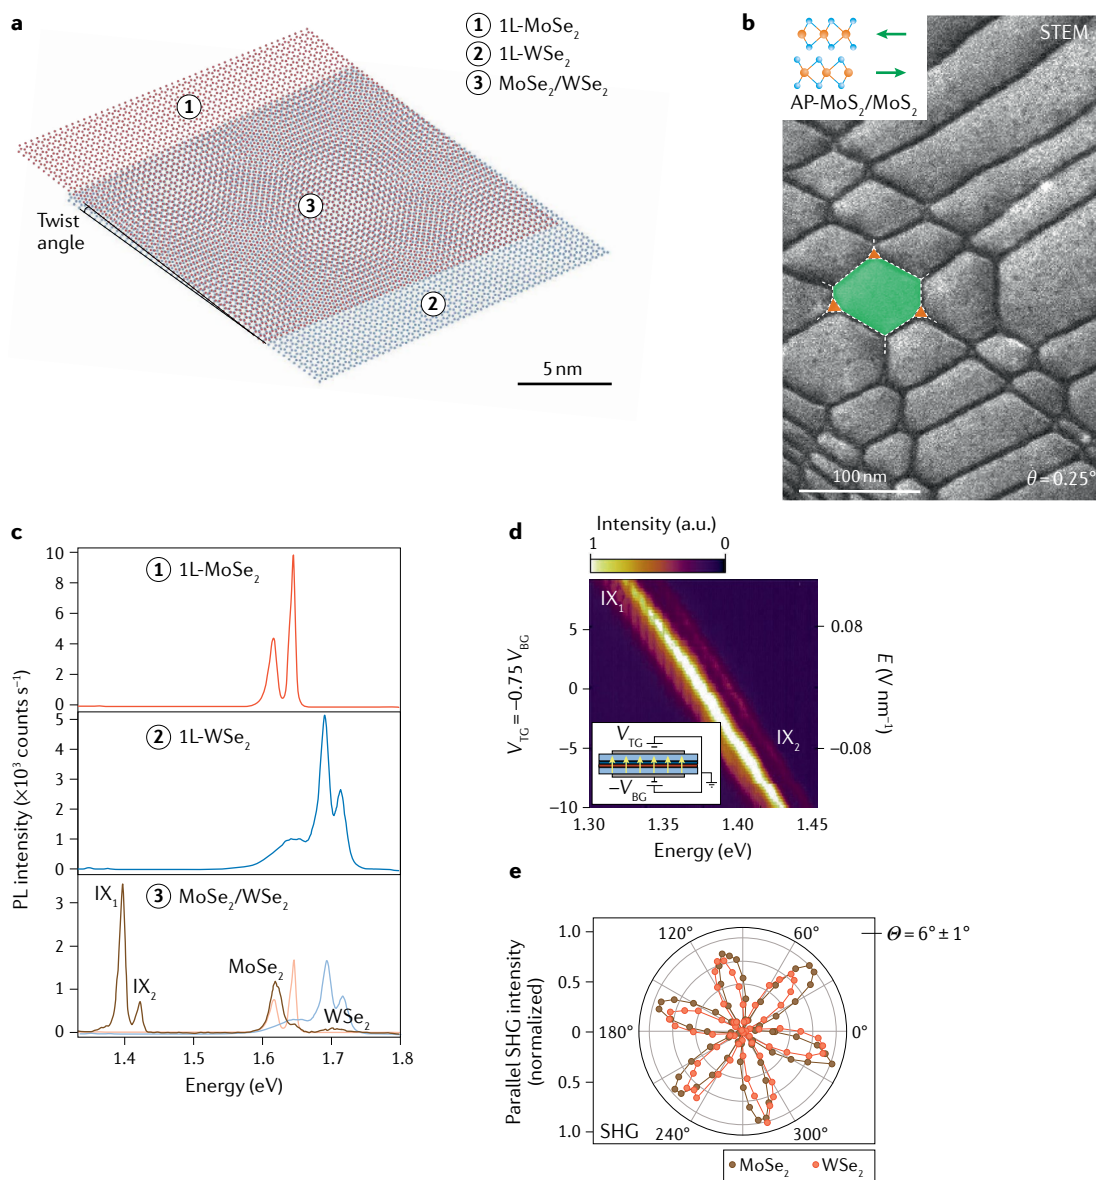 a
① 1L-MoSe₂
② 1L-WSe₂
③ MoSe₂/WSe₂
①
③
②
Twist
angle
5 nm
b
STEM
AP-MoS₂/MoS₂
100 nm
θ = 0.25°
c
PL intensity (×10³ counts s⁻¹)
① 1L-MoSe₂
10
8
6
4
2
0
② 1L-WSe₂
5
4
3
2
1
0
③ MoSe₂/WSe₂
IX₁
IX₂
MoSe₂
WSe₂
3
2
1
0
1.4 1.5 1.6 1.7 1.8
Energy (eV)
d
Intensity (a.u.)
1 0
IX₁
IX₂
V_TG = −0.75 V_BG
5
0
−5
−10
0.08
−0.08
E (V nm⁻¹)
V_TG
−V_BG
1.30 1.35 1.40 1.45
Energy (eV)
e
Parallel SHG intensity
(normalized)
1.0
0.5
0
0.5
1.0
120° 60°
Θ = 6° ± 1°
180° 0°
240° 300°
SHG
MoSe₂ WSe₂